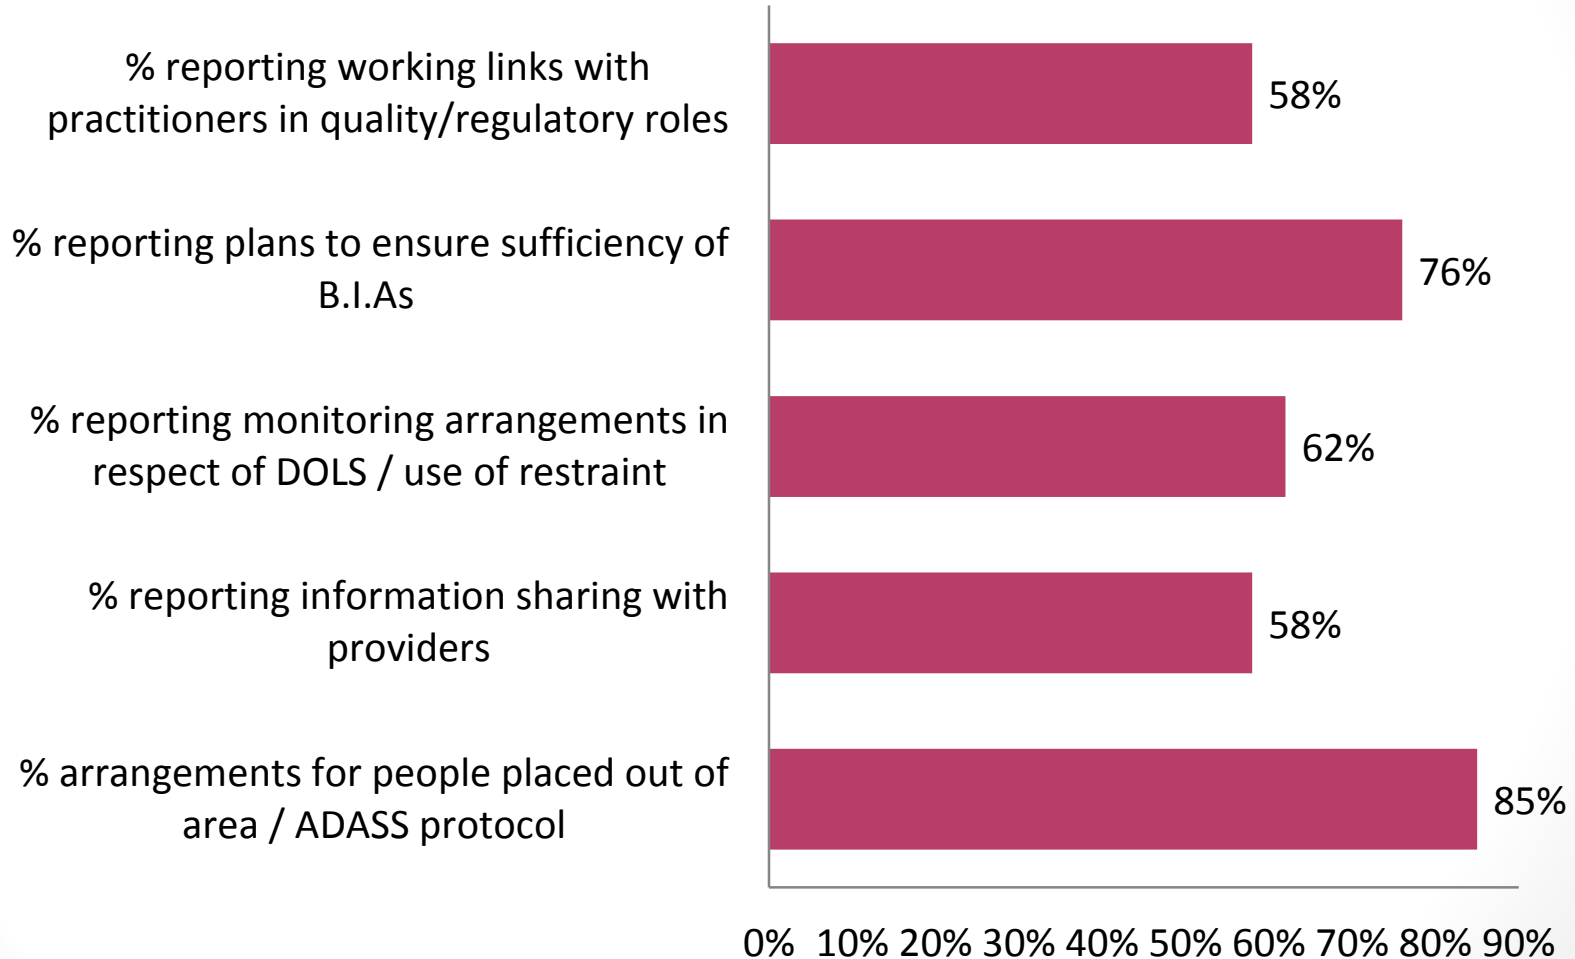 % reporting working links with
practitioners in quality/regulatory roles
58%
% reporting plans to ensure sufficiency of
B.I.As
76%
% reporting monitoring arrangements in
respect of DOLS / use of restraint
62%
% reporting information sharing with
providers
58%
% arrangements for people placed out of
area / ADASS protocol
85%
0% 10% 20% 30% 40% 50% 60% 70% 80% 90%